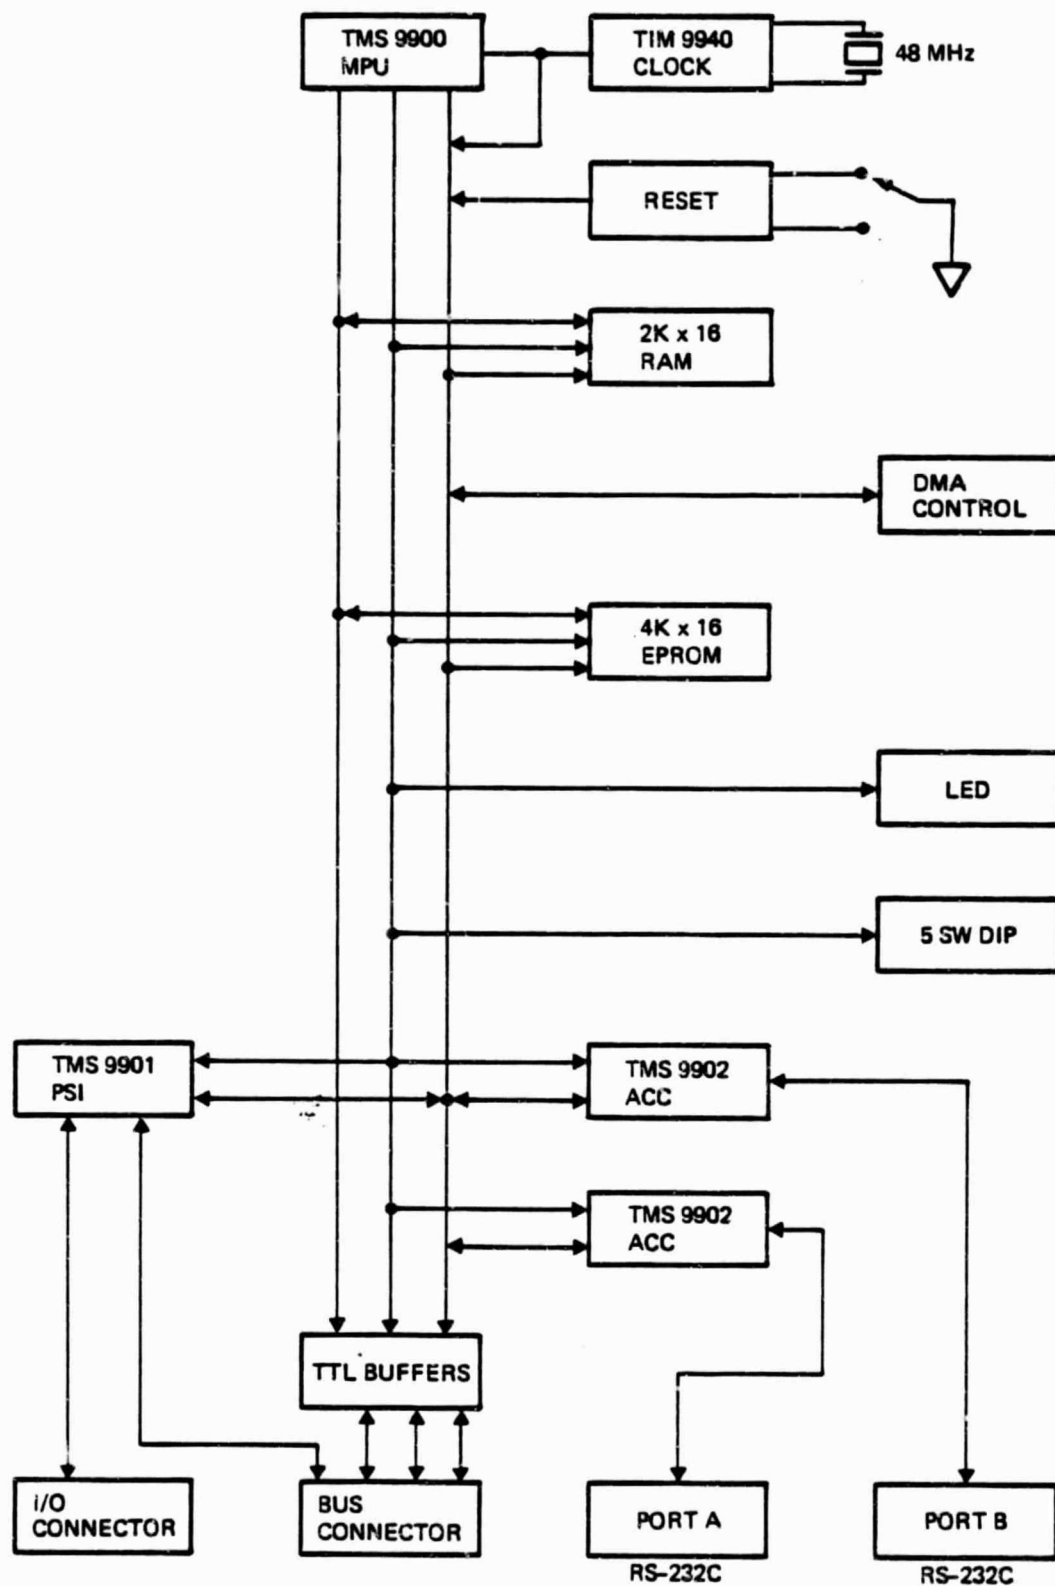 TMS 9900
MPU
TIM 9940
CLOCK
48 MHz
RESET
2K x 16
RAM
DMA
CONTROL
4K x 16
EPROM
LED
5 SW DIP
TMS 9901
PSI
TMS 9902
ACC
TMS 9902
ACC
TTL BUFFERS
I/O
CONNECTOR
BUS
CONNECTOR
PORT A
RS-232C
PORT B
RS-232C